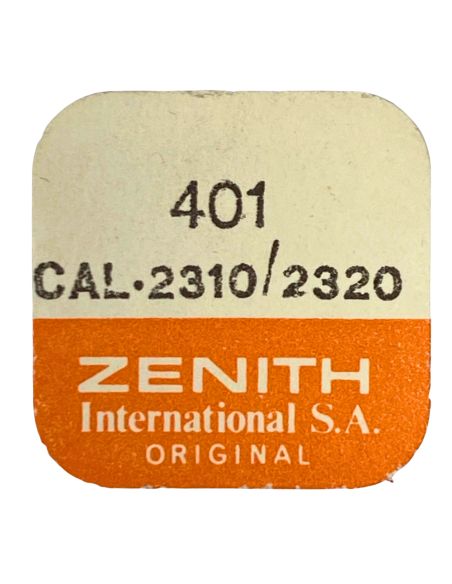 401
CAL·2310/2320
ZENITH
International S.A.
ORIGINAL